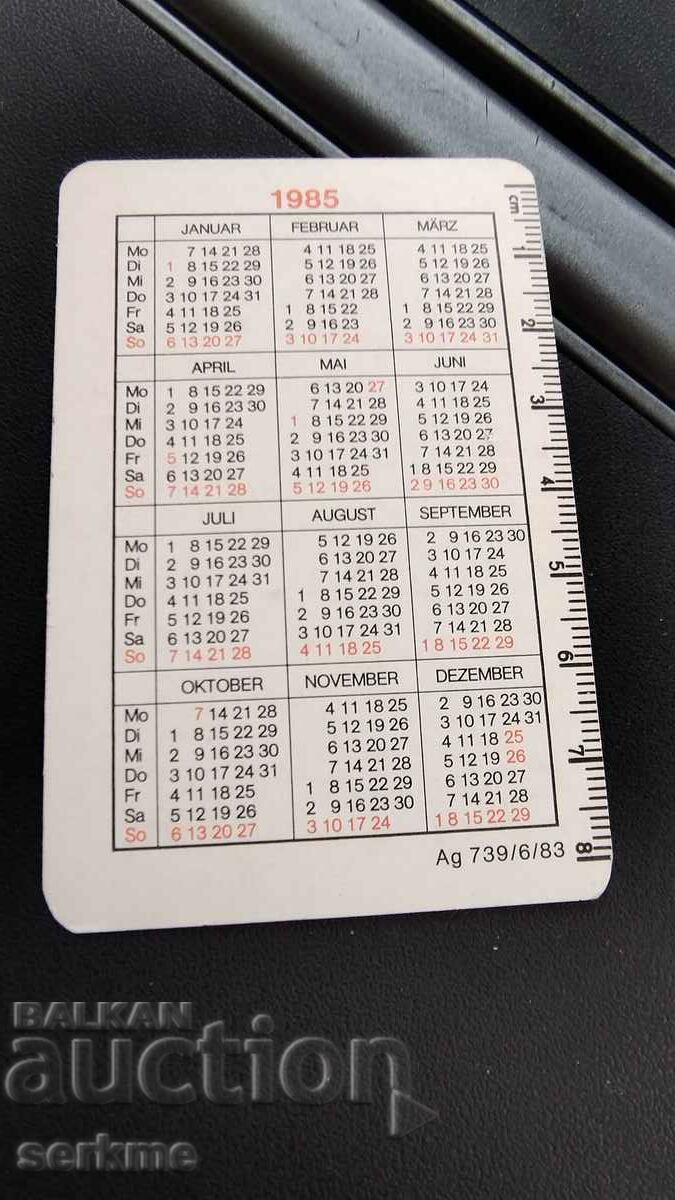 1985
JANUAR FEBRUAR MÄRZ
Mo 7 14 21 28 4 11 18 25 4 11 18 25
Di 1 8 15 22 29 5 12 19 26 5 12 19 26
Mi 2 9 16 23 30 6 13 20 27 6 13 20 27
Do 3 10 17 24 31 7 14 21 28 7 14 21 28
Fr 4 11 18 25 1 8 15 22 1 8 15 22 29
Sa 5 12 19 26 2 9 16 23 2 9 16 23 30
So 6 13 20 27 3 10 17 24 3 10 17 24 31
APRIL MAI JUNI
Mo 1 8 15 22 29 6 13 20 27 3 10 17 24
Di 2 9 16 23 30 7 14 21 28 4 11 18 25
Mi 3 10 17 24 1 8 15 22 29 5 12 19 26
Do 4 11 18 25 2 9 16 23 30 6 13 20 27
Fr 5 12 19 26 3 10 17 24 31 7 14 21 28
Sa 6 13 20 27 4 11 18 25 1 8 15 22 29
So 7 14 21 28 5 12 19 26 2 9 16 23 30
JULI AUGUST SEPTEMBER
Mo 1 8 15 22 29 5 12 19 26 2 9 16 23 30
Di 2 9 16 23 30 6 13 20 27 3 10 17 24
Mi 3 10 17 24 31 7 14 21 28 4 11 18 25
Do 4 11 18 25 1 8 15 22 29 5 12 19 26
Fr 5 12 19 26 2 9 16 23 30 6 13 20 27
Sa 6 13 20 27 3 10 17 24 31 7 14 21 28
So 7 14 21 28 4 11 18 25 1 8 15 22 29
OKTOBER NOVEMBER DEZEMBER
Mo 7 14 21 28 4 11 18 25 2 9 16 23 30
Di 1 8 15 22 29 5 12 19 26 3 10 17 24 31
Mi 2 9 16 23 30 6 13 20 27 4 11 18 25
Do 3 10 17 24 31 7 14 21 28 5 12 19 26
Fr 4 11 18 25 1 8 15 22 29 6 13 20 27
Sa 5 12 19 26 2 9 16 23 30 7 14 21 28
So 6 13 20 27 3 10 17 24 1 8 15 22 29
Ag 739/6/83
cm 1 2 3 4 5 6 7 8
BALKAN
auction
serkme